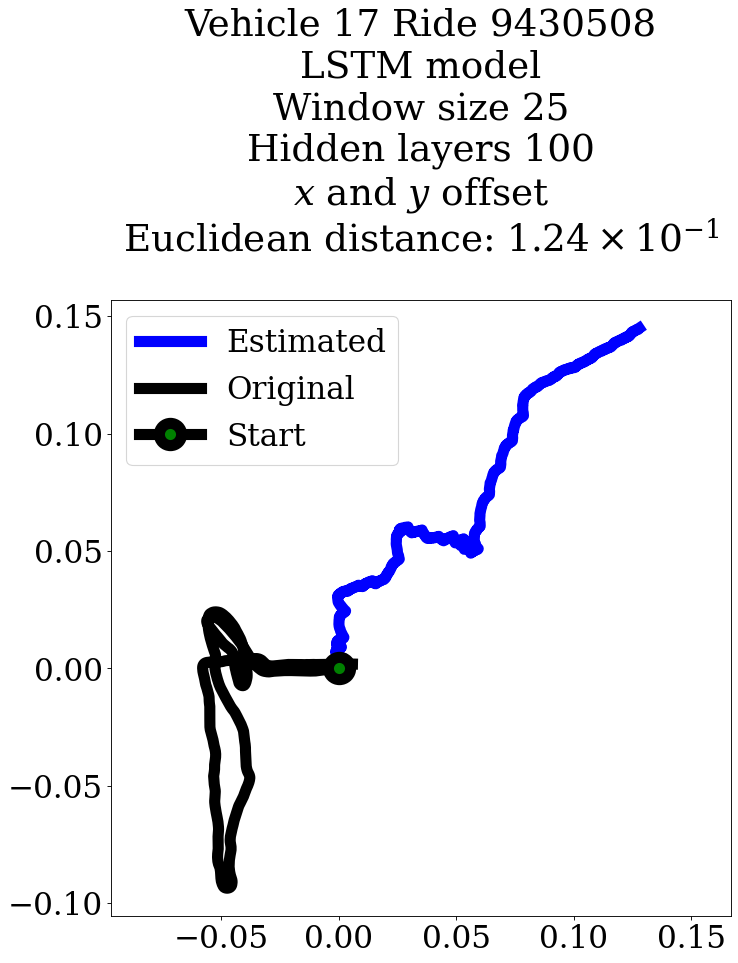 Vehicle 17 Ride 9430508
LSTM model
Window size 25
Hidden layers 100
x and y offset
Euclidean distance: 1.24 × 10⁻¹
Estimated
Original
Start
0.15
0.10
0.05
0.00
−0.05
−0.10
−0.05 0.00 0.05 0.10 0.15